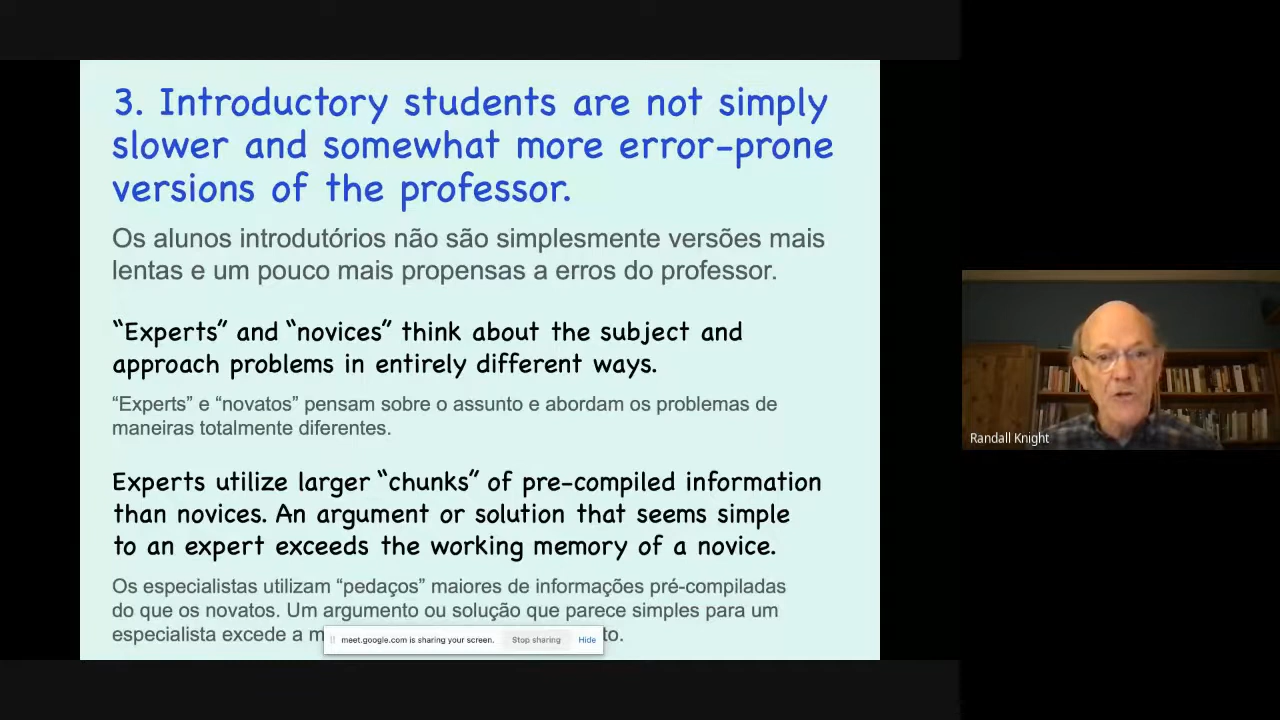 3. Introductory students are not simply
slower and somewhat more error-prone
versions of the professor.
Os alunos introdutórios não são simplesmente versões mais
lentas e um pouco mais propensas a erros do professor.
“Experts” and “novices” think about the subject and
approach problems in entirely different ways.
“Experts” e “novatos” pensam sobre o assunto e abordam os problemas de
maneiras totalmente diferentes.
Experts utilize larger “chunks” of pre-compiled information
than novices. An argument or solution that seems simple
to an expert exceeds the working memory of a novice.
Os especialistas utilizam “pedaços” maiores de informações pré-compiladas
do que os novatos. Um argumento ou solução que parece simples para um
especialista excede a m
to.
meet.google.com is sharing your screen. Stop sharing Hide
Randall Knight